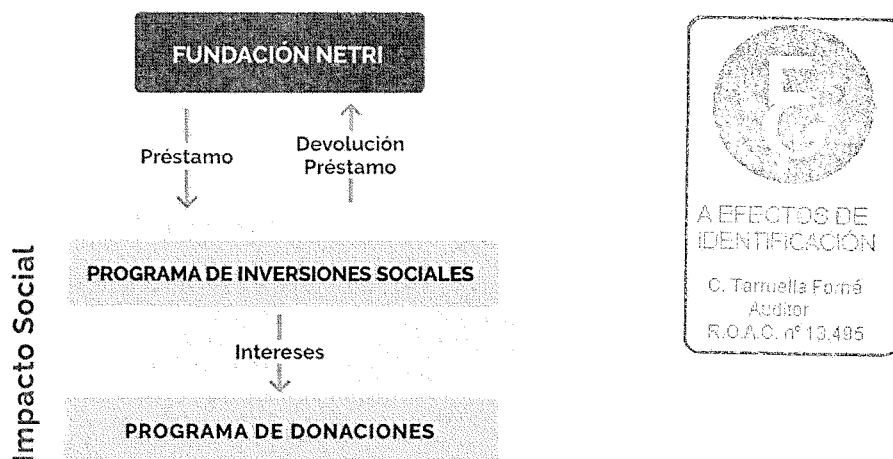 FUNDACIÓN NETRI
Préstamo
Devolución
Préstamo
PROGRAMA DE INVERSIONES SOCIALES
Intereses
PROGRAMA DE DONACIONES
Impacto Social
A EFECTOS DE
IDENTIFICACIÓN
C. Tarruella Forné
Auditor
R.O.A.C. nº 13.495